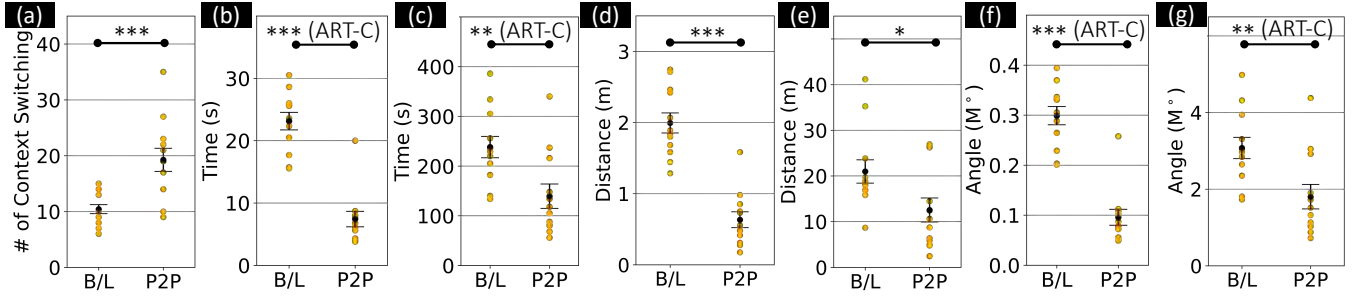 (a)
***
# of Context Switching
40
30
20
10
0
B/L P2P
(b)
*** (ART-C)
Time (s)
30
20
10
0
B/L P2P
(c)
** (ART-C)
Time (s)
400
300
200
100
0
B/L P2P
(d)
***
Distance (m)
3
2
1
0
B/L P2P
(e)
*
Distance (m)
40
30
20
10
0
B/L P2P
(f)
*** (ART-C)
Angle (M°)
0.4
0.3
0.2
0.1
0.0
B/L P2P
(g)
** (ART-C)
Angle (M°)
4
2
0
B/L P2P